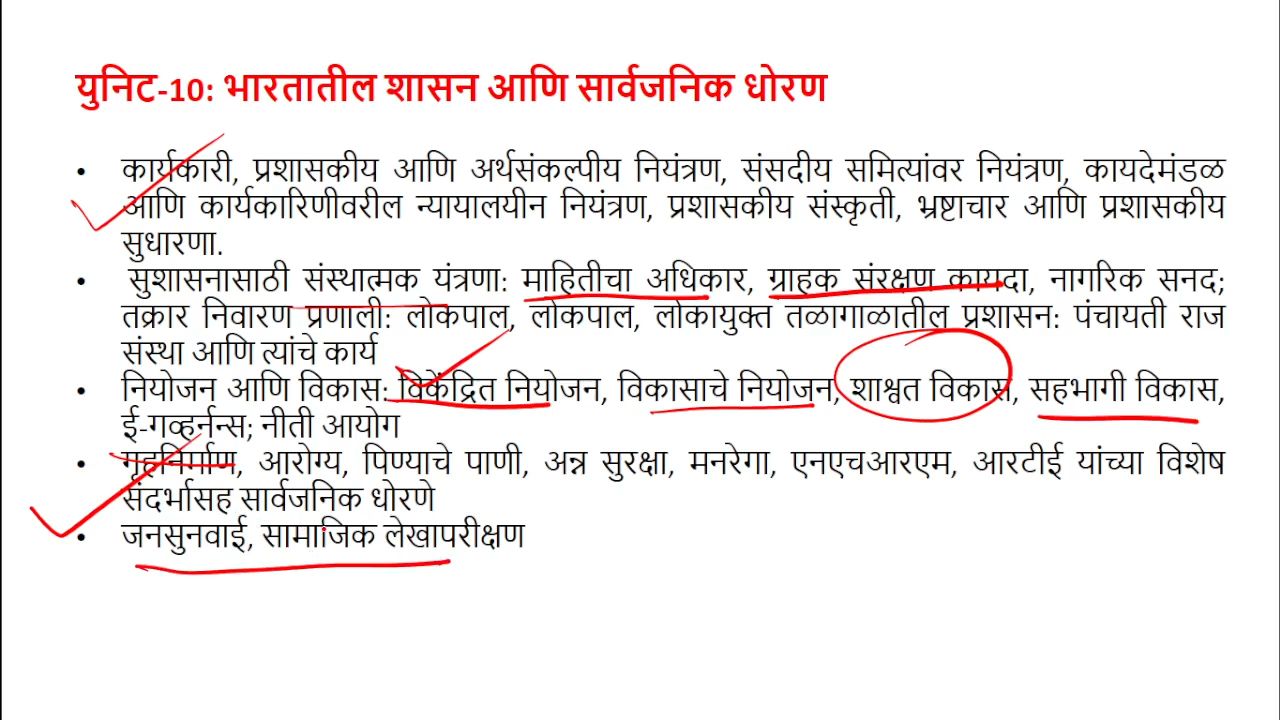 युनिट-10: भारतातील शासन आणि सार्वजनिक धोरण
• कार्यकारी, प्रशासकीय आणि अर्थसंकल्पीय नियंत्रण, संसदीय समित्यांवर नियंत्रण, कायदेमंडळ
आणि कार्यकारिणीवरील न्यायालयीन नियंत्रण, प्रशासकीय संस्कृती, भ्रष्टाचार आणि प्रशासकीय
सुधारणा.
• सुशासनासाठी संस्थात्मक यंत्रणा: माहितीचा अधिकार, ग्राहक संरक्षण कायदा, नागरिक सनद;
तक्रार निवारण प्रणाली: लोकपाल, लोकपाल, लोकायुक्त तळागाळातील प्रशासन: पंचायती राज
संस्था आणि त्यांचे कार्य
• नियोजन आणि विकास: विकेंद्रित नियोजन, विकासाचे नियोजन, शाश्वत विकास, सहभागी विकास,
ई-गव्हर्नन्स; नीती आयोग
• गृहनिर्माण, आरोग्य, पिण्याचे पाणी, अन्न सुरक्षा, मनरेगा, एनएचआरएम, आरटीई यांच्या विशेष
संदर्भासह सार्वजनिक धोरणे
• जनसुनवाई, सामाजिक लेखापरीक्षण